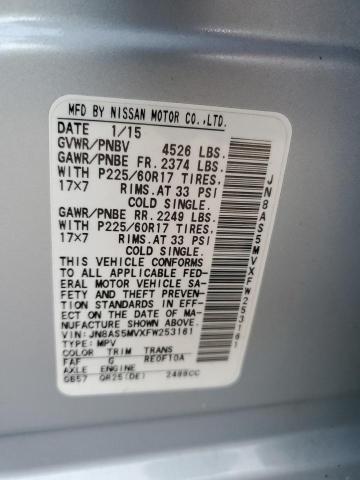 MFD BY NISSAN MOTOR CO.,LTD.
DATE 1/15
GVWR/PNBV 4526 LBS.
GAWR/PNBE FR. 2374 LBS.
WITH P225/60R17 TIRES,
17×7 RIMS.AT 33 PSI
COLD SINGLE.
GAWR/PNBE RR. 2249 LBS.
WITH P225/60R17 TIRES,
17×7 RIMS.AT 33 PSI
COLD SINGLE.
THIS VEHICLE CONFORMS
TO ALL APPLICABLE FED-
ERAL MOTOR VEHICLE SA-
FETY AND THEFT PREVEN-
TION STANDARDS IN EFF-
ECT ON THE DATE OF MA-
NUFACTURE SHOWN ABOVE.
VIN:JN8AS5MVXFW253161
TYPE:MPV
COLOR TRIM TRANS
FAF G RE0F10A
AXLE ENGINE
GB57 QR25(DE) 2488CC
JN8AS5MVXFW253161